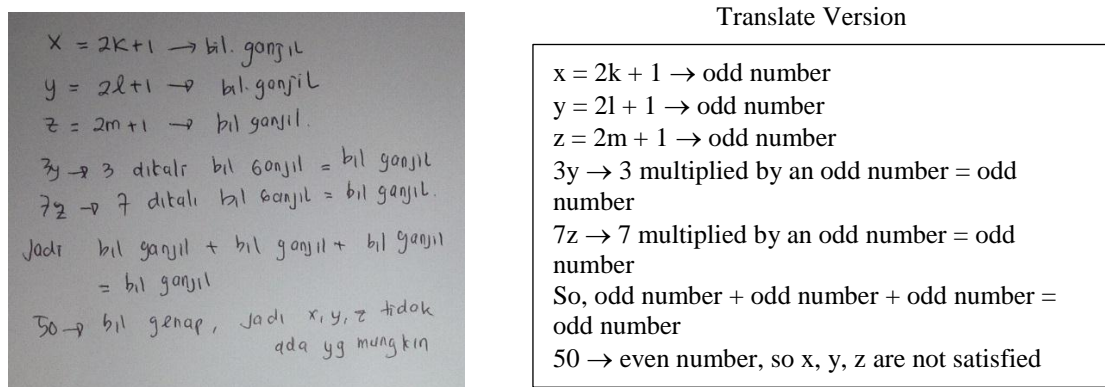 x = 2k+1 → bil. ganjil
y = 2l+1 → bil. ganjil
z = 2m+1 → bil ganjil.
3y → 3 dikali bil Ganjil = bil ganjil
7z → 7 dikali bil Ganjil = bil ganjil.
Jadi bil ganjil + bil ganjil + bil ganjil
= bil ganjil
50 → bil genap, Jadi x, y, z tidak
ada yg mungkin
Translate Version
x = 2k + 1 → odd number
y = 2l + 1 → odd number
z = 2m + 1 → odd number
3y → 3 multiplied by an odd number = odd
number
7z → 7 multiplied by an odd number = odd
number
So, odd number + odd number + odd number =
odd number
50 → even number, so x, y, z are not satisfied